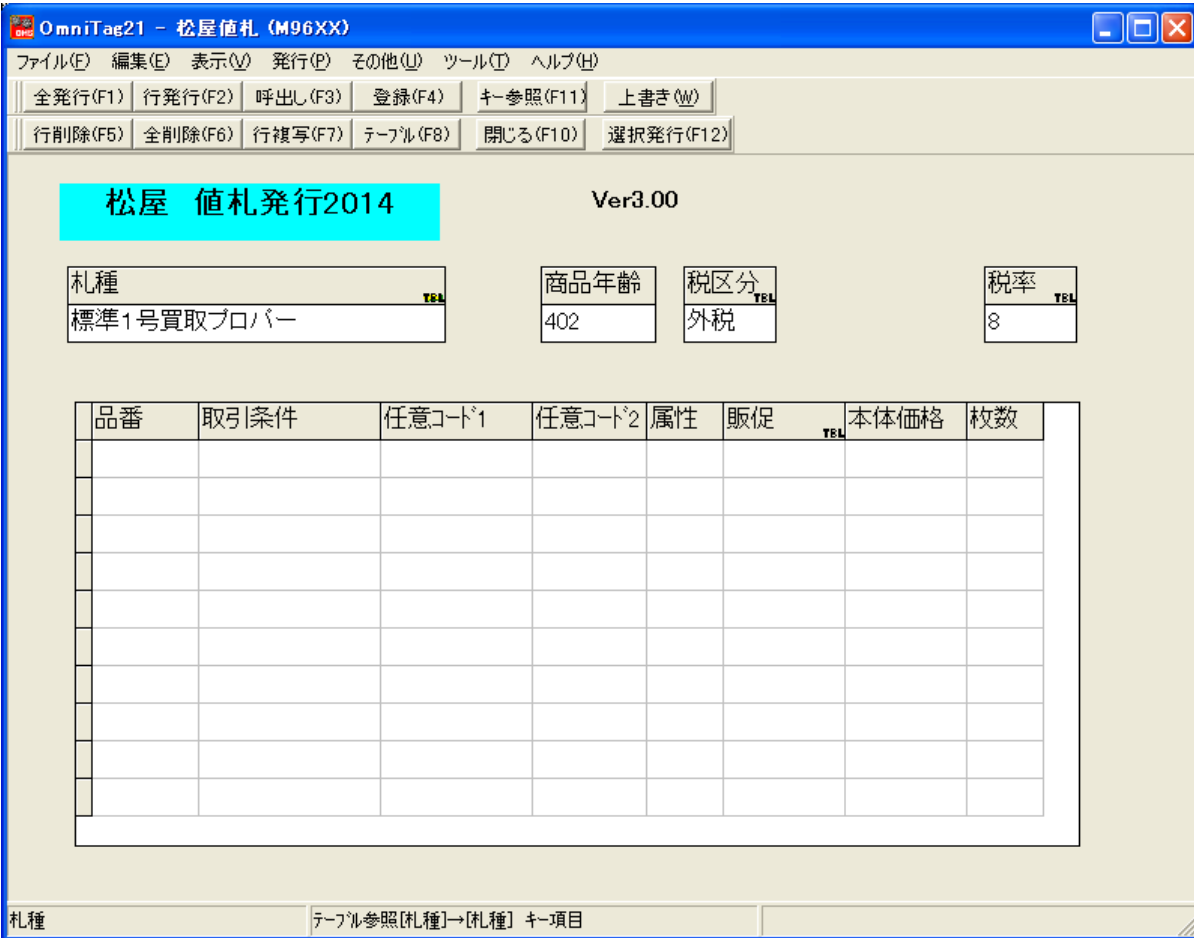 OmniTag21 - 松屋値札 (M96XX)
ファイル(F) 編集(E) 表示(V) 発行(P) その他(U) ツール(T) ヘルプ(H)
全発行(F1) 行発行(F2) 呼出し(F3) 登録(F4) キー参照(F11) 上書き(W)
行削除(F5) 全削除(F6) 行複写(F7) テーブル(F8) 閉じる(F10) 選択発行(F12)
松屋 値札発行2014 Ver3.00
札種 TBL 商品年齢 税区分 TBL 税率 TBL
標準1号買取プロパー 402 外税 8
品番 取引条件 任意コード1 任意コード2 属性 販促 TBL 本体価格 枚数
札種 テーブル参照[札種]→[札種] キー項目